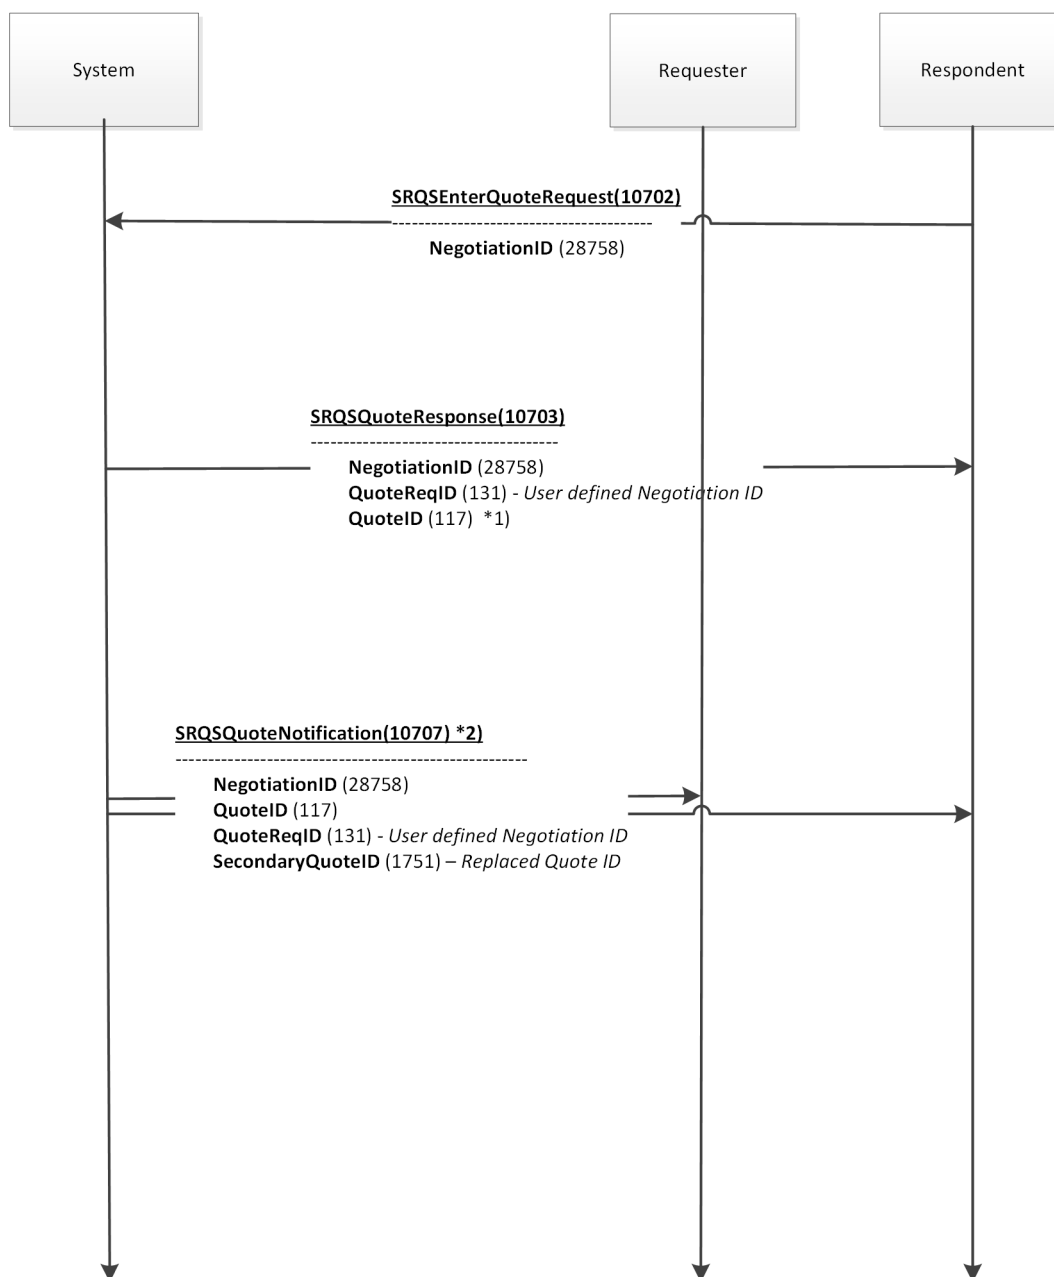 System
Requester
Respondent
SRQSEnterQuoteRequest(10702)
----------------------------------------
NegotiationID (28758)
SRQSQuoteResponse(10703)
--------------------------------------
NegotiationID (28758)
QuoteReqID (131) - User defined Negotiation ID
QuoteID (117) *1)
SRQSQuoteNotification(10707) *2)
------------------------------------------------------
NegotiationID (28758)
QuoteID (117)
QuoteReqID (131) - User defined Negotiation ID
SecondaryQuoteID (1751) – Replaced Quote ID